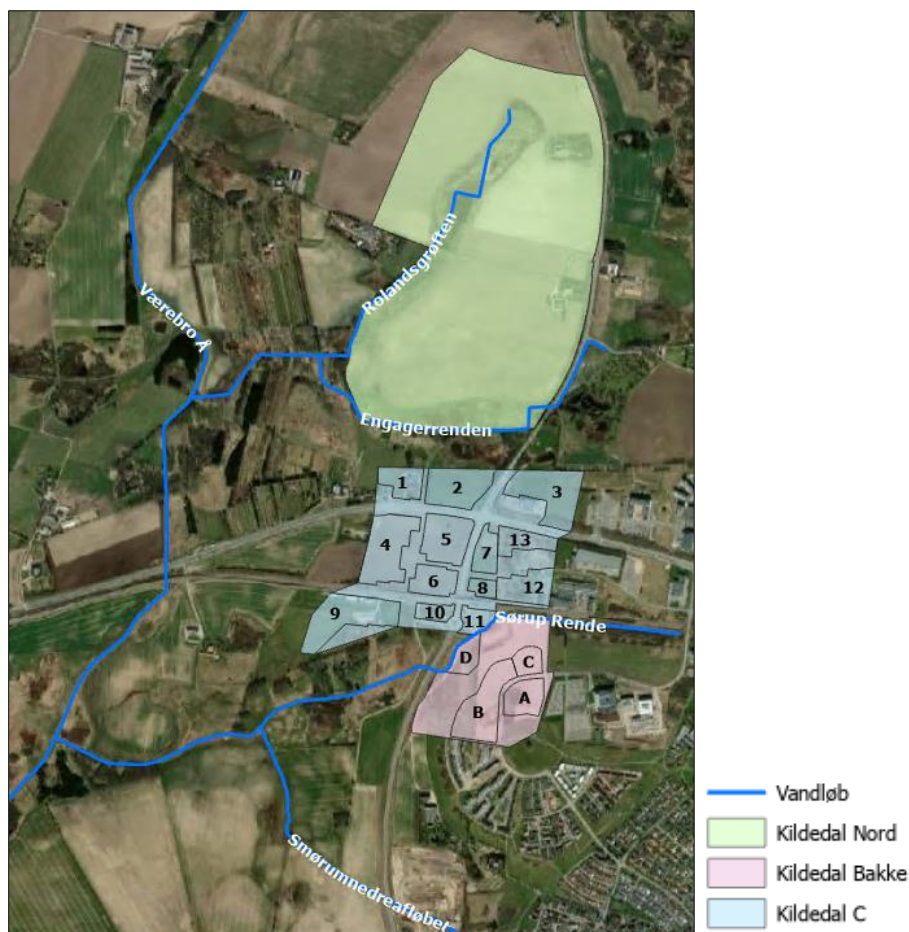 Rolandsgrøften
Værebro Å
Engagerrenden
1
2
3
4
5
13
7
6
8
12
9
10
11
Sørup Rende
D
C
A
B
Smørumnedreafløbet
Vandløb
Kildedal Nord
Kildedal Bakke
Kildedal C